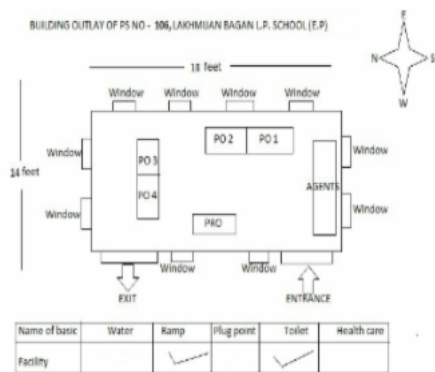 BUILDING OUTLAY OF PS NO - 106, LAKHMIJAN BAGAN L.P. SCHOOL (E.P)
E
N
S
W
18 feet
Window Window Window Window
PO 2 PO 1
Window
PO 3
Window
14 feet
AGENTS
PO 4
Window
Window
PRO
Window Window
EXIT
ENTRANCE
Name of basic Water Ramp Plug point Toilet Health care
Facility